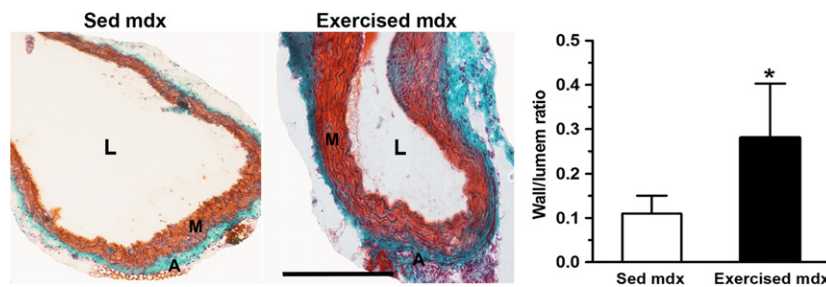 Sed mdx
Exercised mdx
L
M
A
M
L
A
0.5
0.4
0.3
0.2
0.1
0.0
Wall/lumem ratio
*
Sed mdx
Exercised mdx